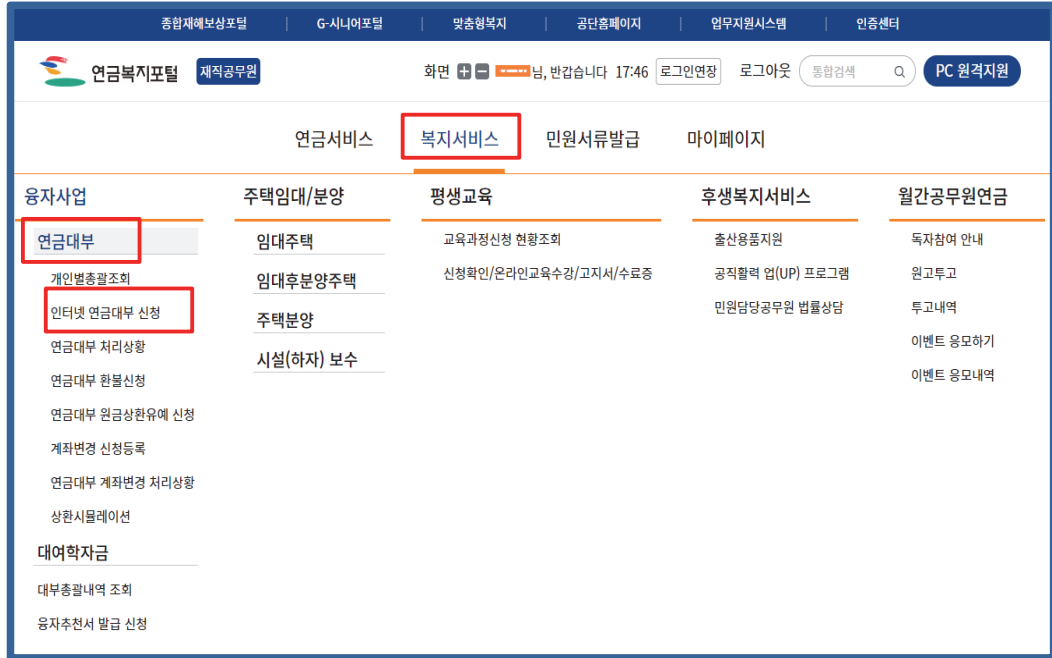 종합재해보상포털 G-시니어포털 맞춤형복지 공단홈페이지 업무지원시스템 인증센터
연금복지포털 재직공무원 화면 님, 반갑습니다 17:46 로그인연장 로그아웃 통합검색 PC 원격지원
연금서비스 복지서비스 민원서류발급 마이페이지
융자사업
연금대부
개인별총괄조회
인터넷 연금대부 신청
연금대부 처리상황
연금대부 환불신청
연금대부 원금상환유예 신청
계좌변경 신청등록
연금대부 계좌변경 처리상황
상환시뮬레이션
대여학자금
대부총괄내역 조회
융자추천서 발급 신청
주택임대/분양
임대주택
임대후분양주택
주택분양
시설(하자) 보수
평생교육
교육과정신청 현황조회
신청확인/온라인교육수강/고지서/수료증
후생복지서비스
출산용품지원
공직활력 업(UP) 프로그램
민원담당공무원 법률상담
월간공무원연금
독자참여 안내
원고투고
투고내역
이벤트 응모하기
이벤트 응모내역